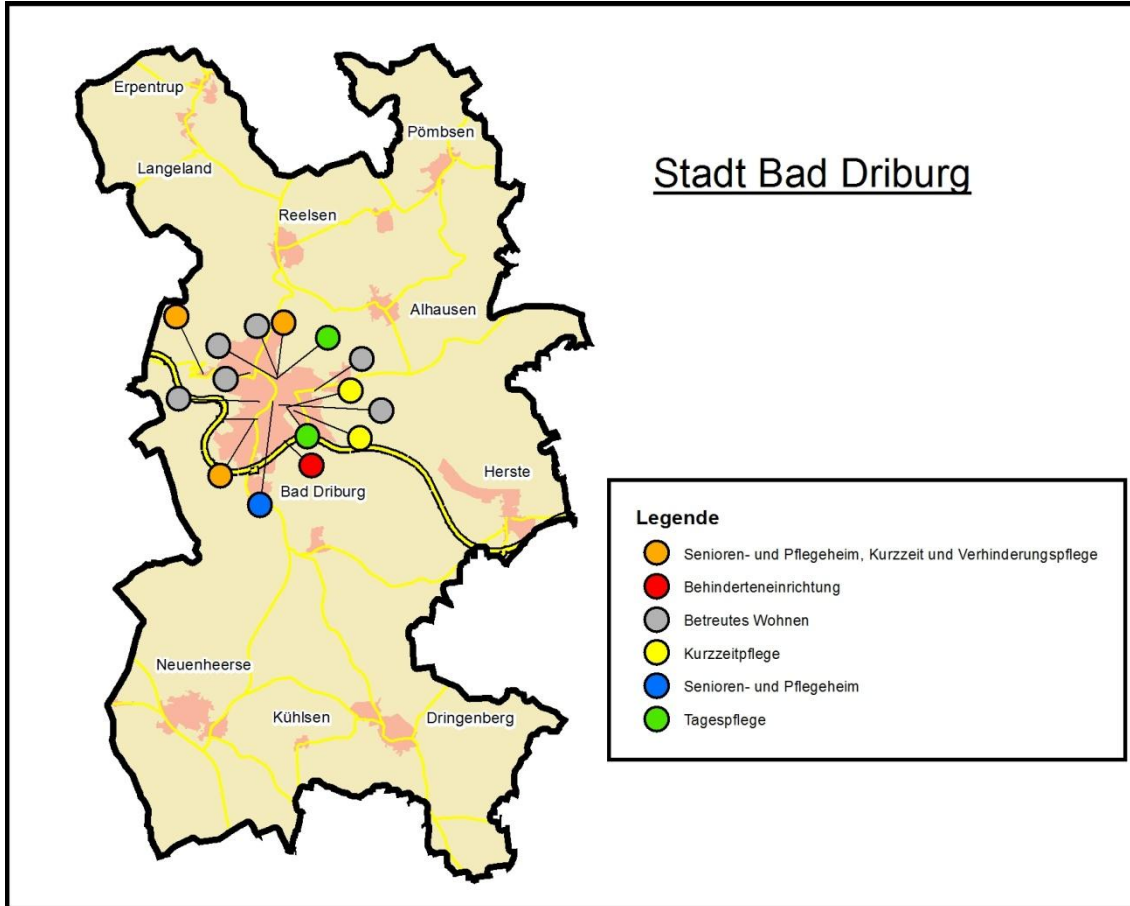 Stadt Bad Driburg
Erpentrup
Pömbsen
Langeland
Reelsen
Alhausen
Herste
Bad Driburg
Neuenheerse
Kühlsen
Dringenberg
Legende
Senioren- und Pflegeheim, Kurzzeit und Verhinderungspflege
Behinderteneinrichtung
Betreutes Wohnen
Kurzzeitpflege
Senioren- und Pflegeheim
Tagespflege